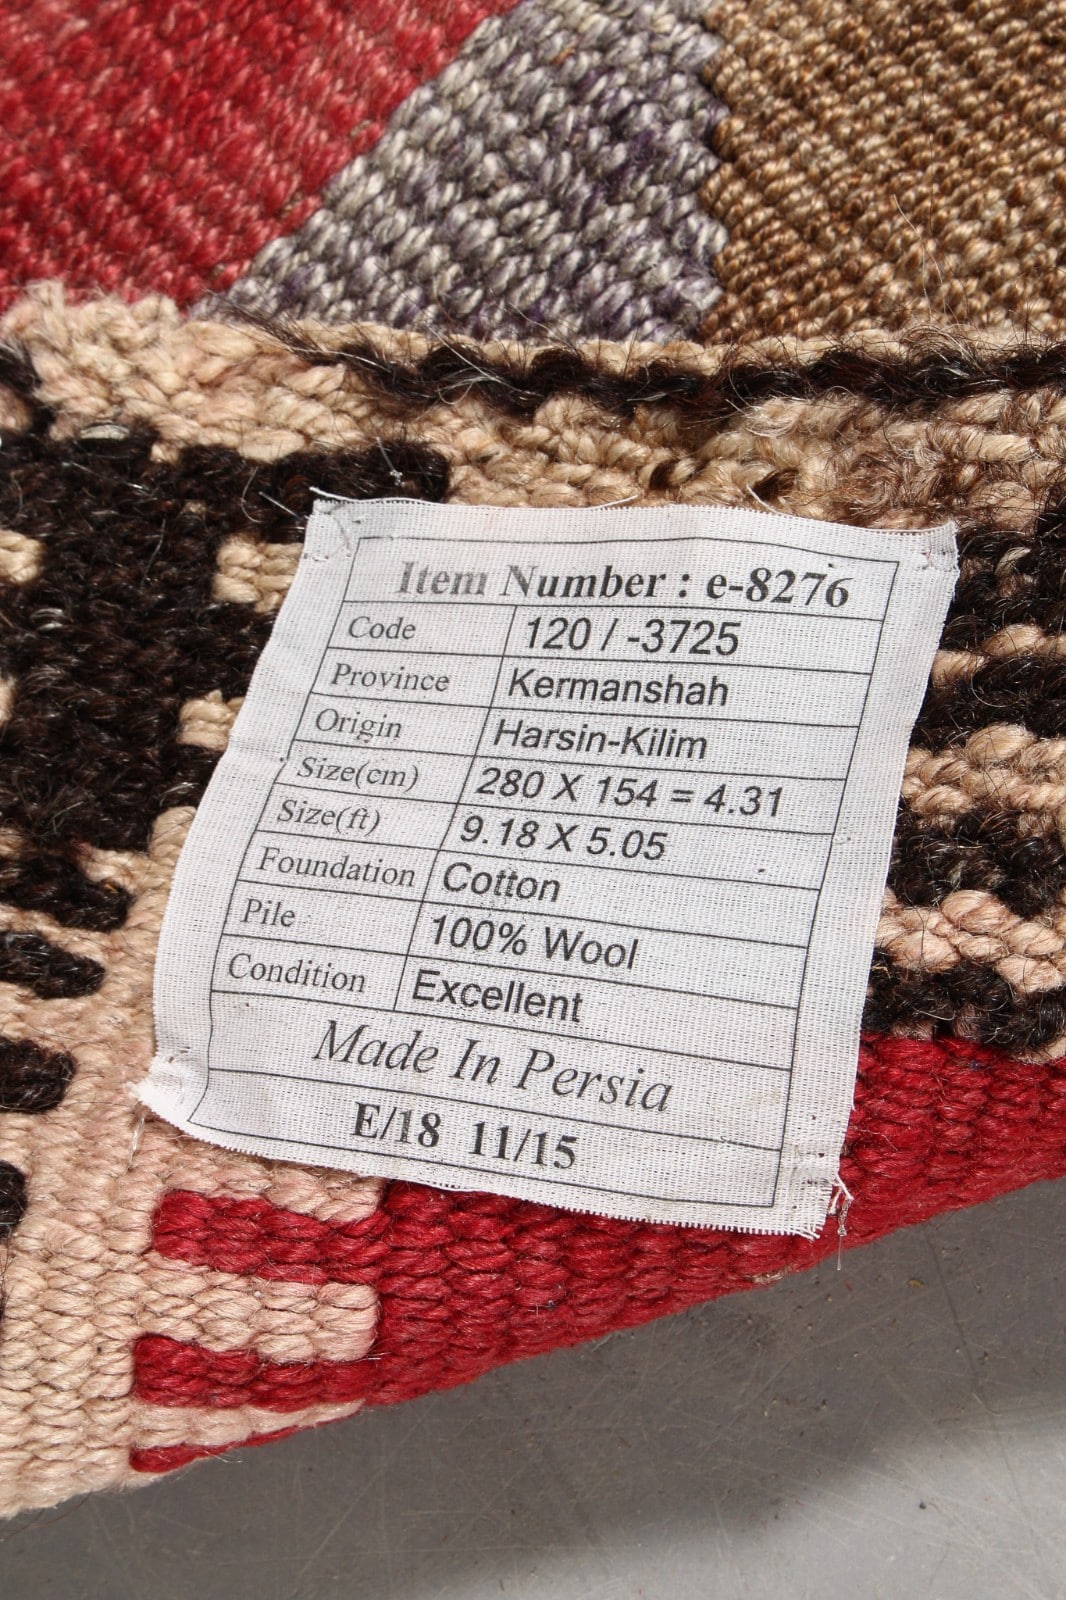 Item Number : e-8276
Code 120 / -3725
Province Kermanshah
Origin Harsin-Kilim
Size(cm) 280 X 154 = 4.31
Size(ft) 9.18 X 5.05
Foundation Cotton
Pile 100% Wool
Condition Excellent
Made In Persia
E/18 11/15